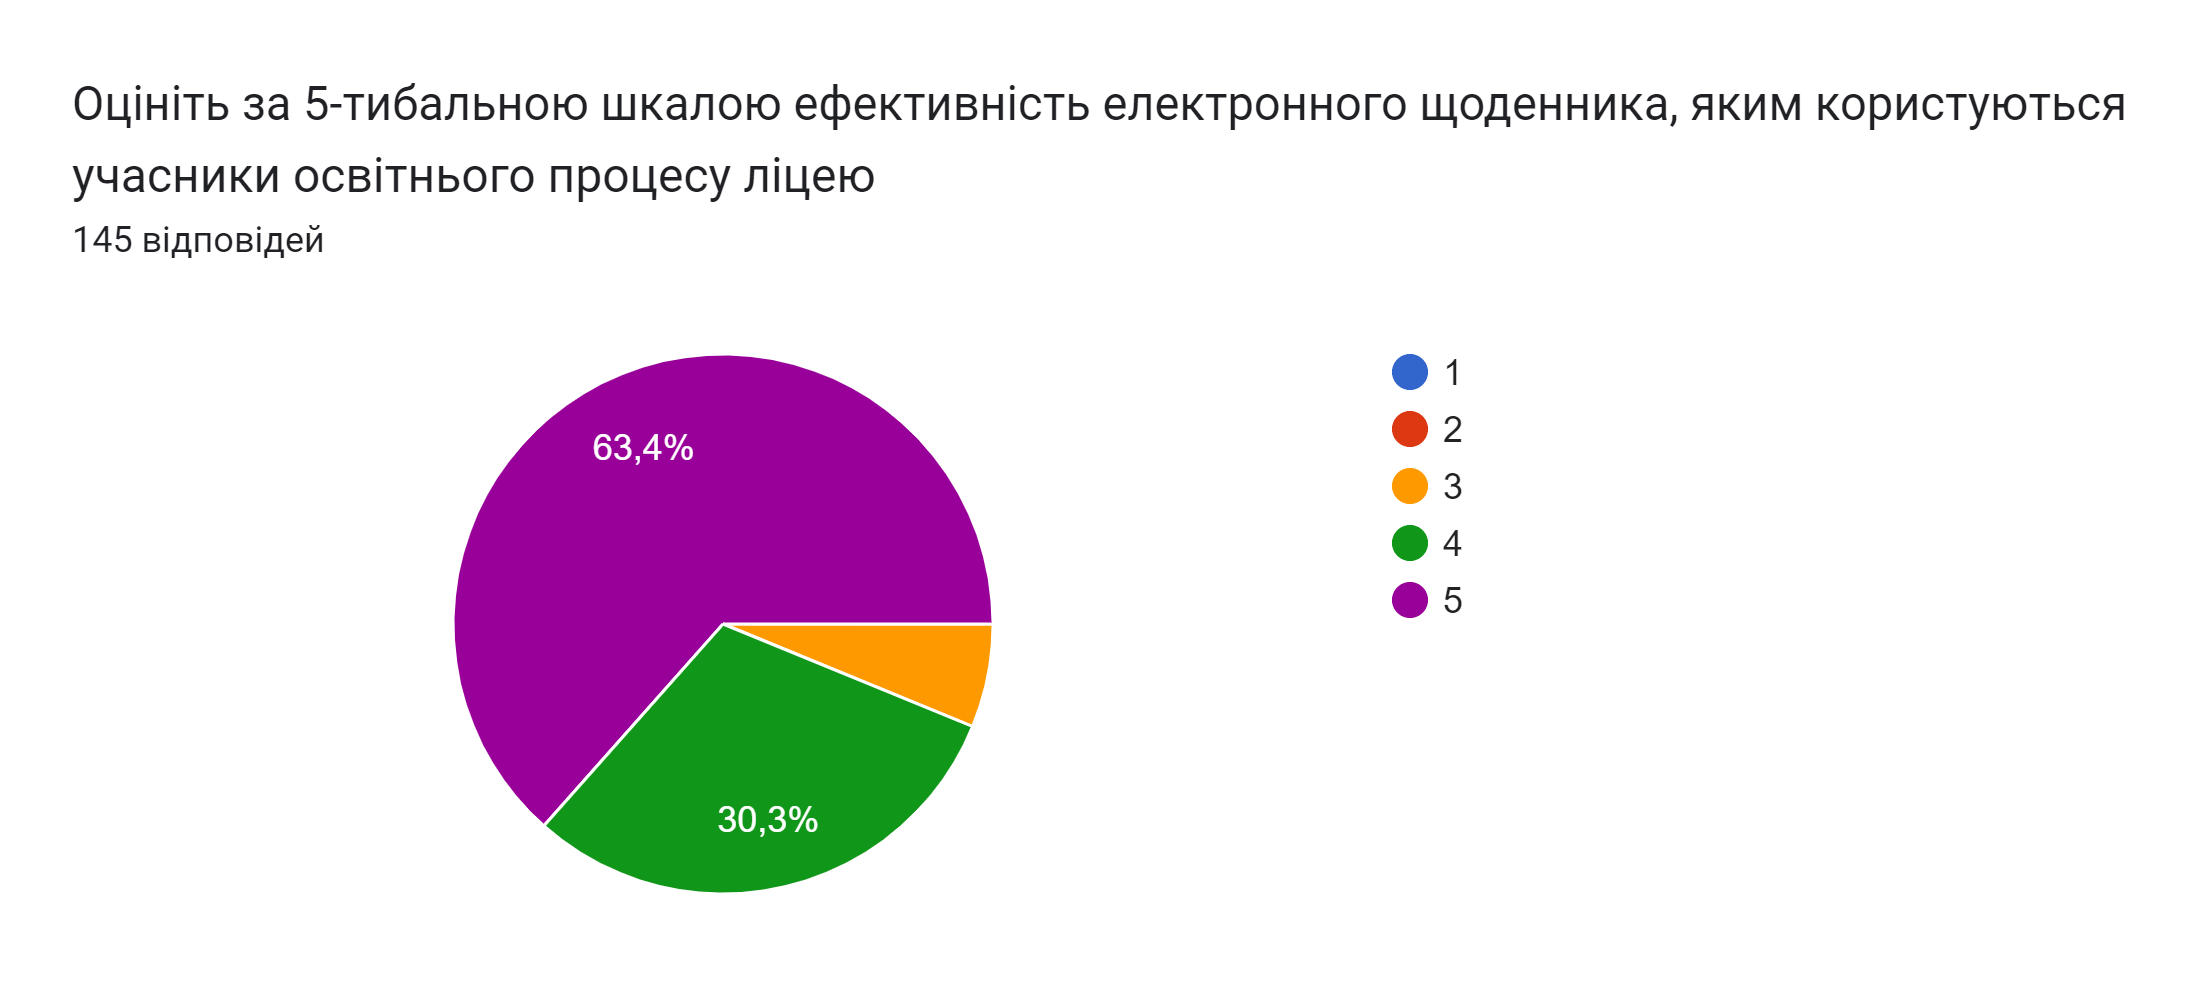 Оцініть за 5-тибальною шкалою ефективність електронного щоденника, яким користуються
учасники освітнього процесу ліцею
145 відповідей
63,4%
30,3%
1
2
3
4
5